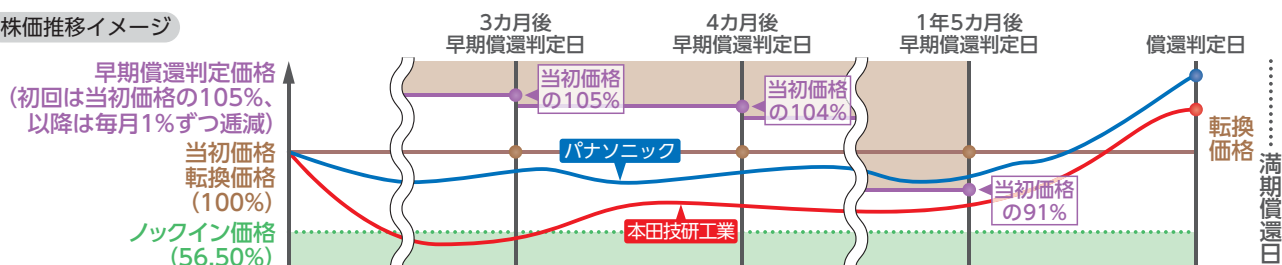 株価推移イメージ
3カ月後
早期償還判定日
4カ月後
早期償還判定日
1年5カ月後
早期償還判定日
償還判定日
早期償還判定価格
(初回は当初価格の105%、
以降は毎月1%ずつ逓減)
当初価格
の105%
当初価格
の104%
当初価格
転換価格
(100%)
パナソニック
転換
価格
当初価格
の91%
本田技研工業
ノックイン価格
(56.50%)
満期償還日